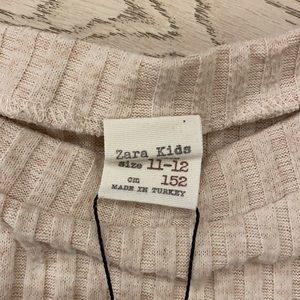 Zara Kids
size 11-12
cm 152
MADE IN TURKEY